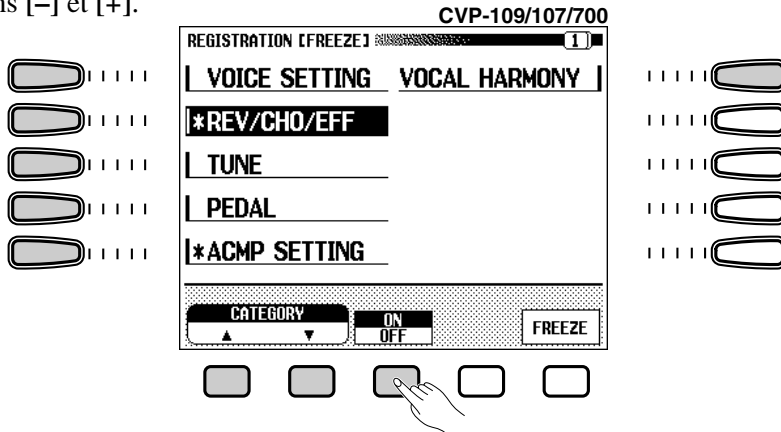 ns [–] et [+].
CVP-109/107/700
REGISTRATION [FREEZE] 1
VOICE SETTING VOCAL HARMONY
*REV/CHO/EFF
TUNE
PEDAL
*ACMP SETTING
CATEGORY
▲ ▼
ON
OFF
FREEZE